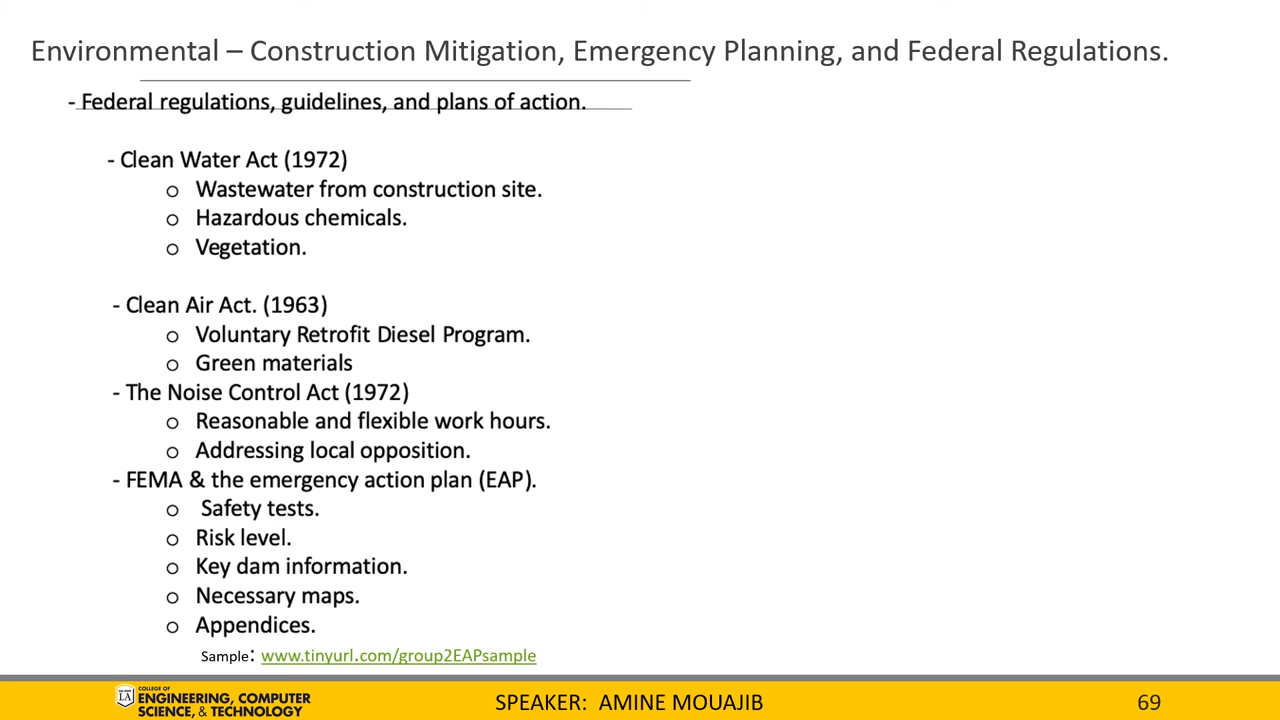 Environmental – Construction Mitigation, Emergency Planning, and Federal Regulations.
- Federal regulations, guidelines, and plans of action.
- Clean Water Act (1972)
o Wastewater from construction site.
o Hazardous chemicals.
o Vegetation.
- Clean Air Act. (1963)
o Voluntary Retrofit Diesel Program.
o Green materials
- The Noise Control Act (1972)
o Reasonable and flexible work hours.
o Addressing local opposition.
- FEMA & the emergency action plan (EAP).
o Safety tests.
o Risk level.
o Key dam information.
o Necessary maps.
o Appendices.
Sample: www.tinyurl.com/group2EAPsample
LA
COLLEGE OF
ENGINEERING, COMPUTER
SCIENCE, & TECHNOLOGY
SPEAKER: AMINE MOUAJIB
69